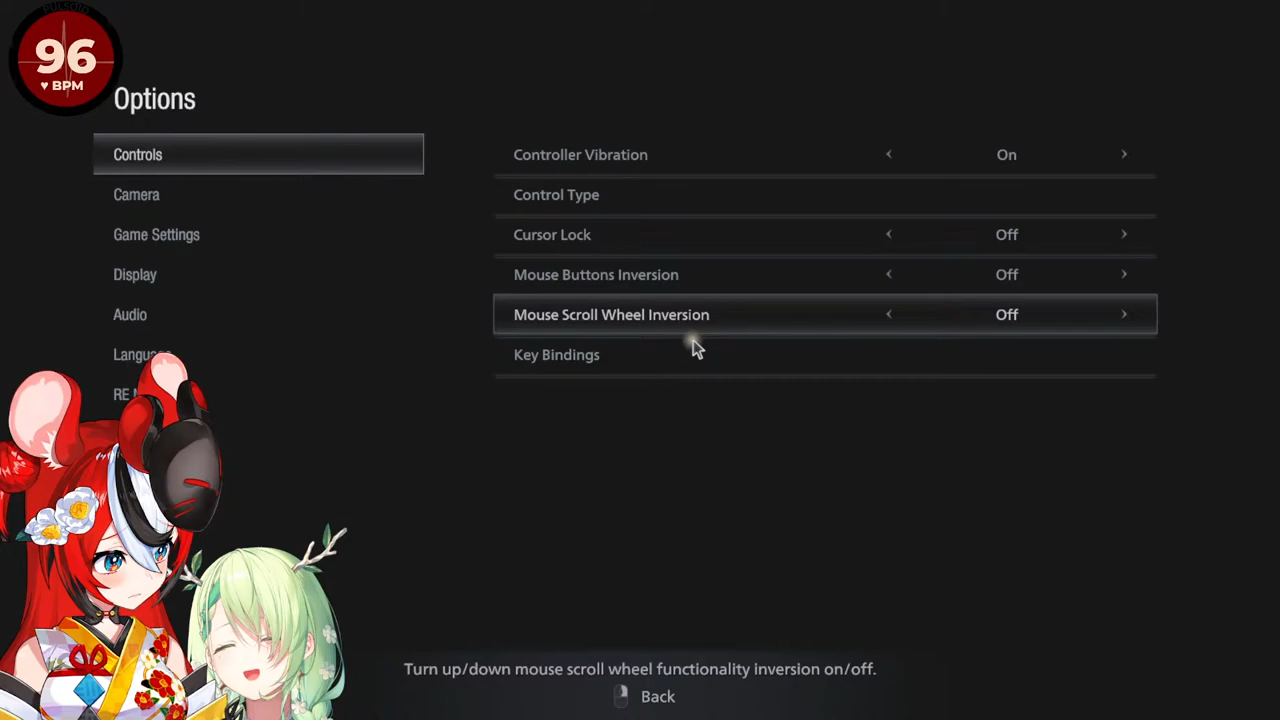 96
♥ BPM
Options
Controls
Camera
Game Settings
Display
Audio
RE
Controller Vibration < On >
Control Type
Cursor Lock < Off >
Mouse Buttons Inversion < Off >
Mouse Scroll Wheel Inversion < Off >
Key Bindings
Turn up/down mouse scroll wheel functionality inversion on/off.
Back